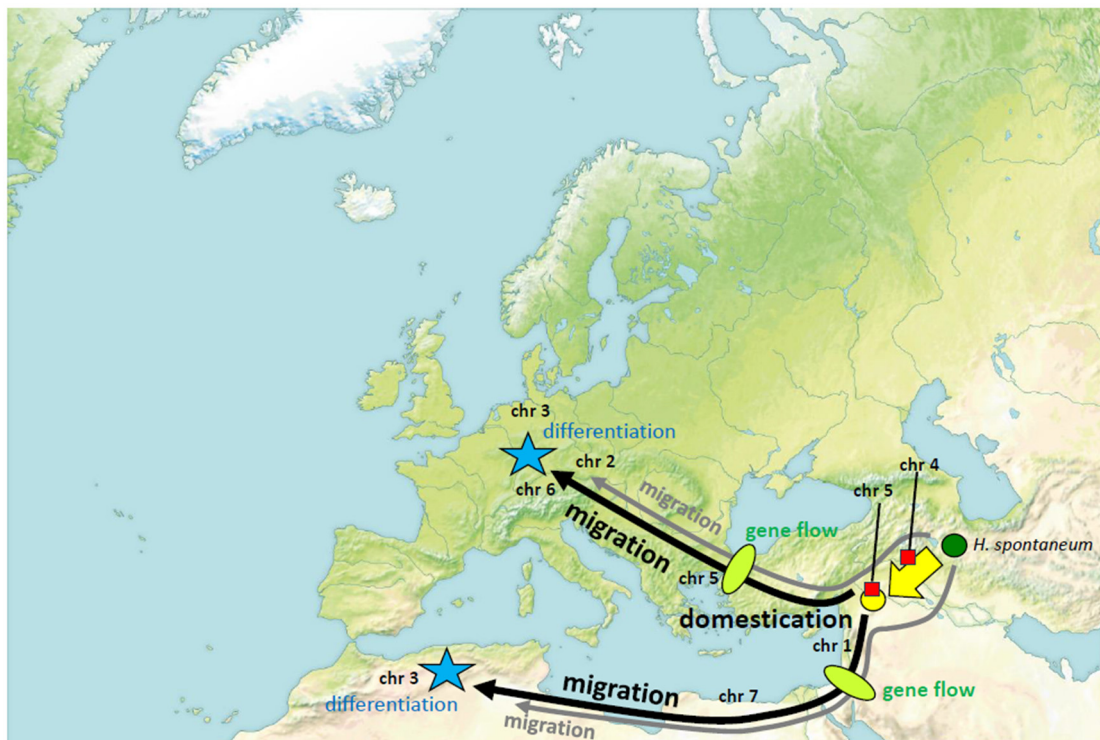 chr 3
differentiation
chr 2
chr 4
chr 6
migration
chr 5
migration
gene flow
H. spontaneum
chr 5
domestication
chr 1
chr 3
migration
chr 7
gene flow
differentiation
migration